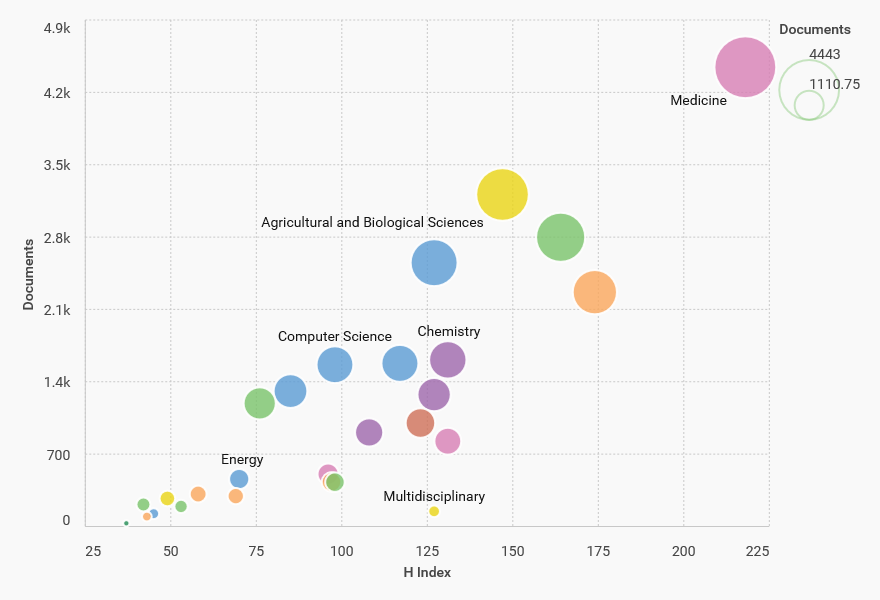 4.9k
Documents
4443
1110.75
4.2k
Medicine
3.5k
Agricultural and Biological Sciences
2.8k
Documents
2.1k
Computer Science
Chemistry
1.4k
700
Energy
Multidisciplinary
0
25 50 75 100 125 150 175 200 225
H Index